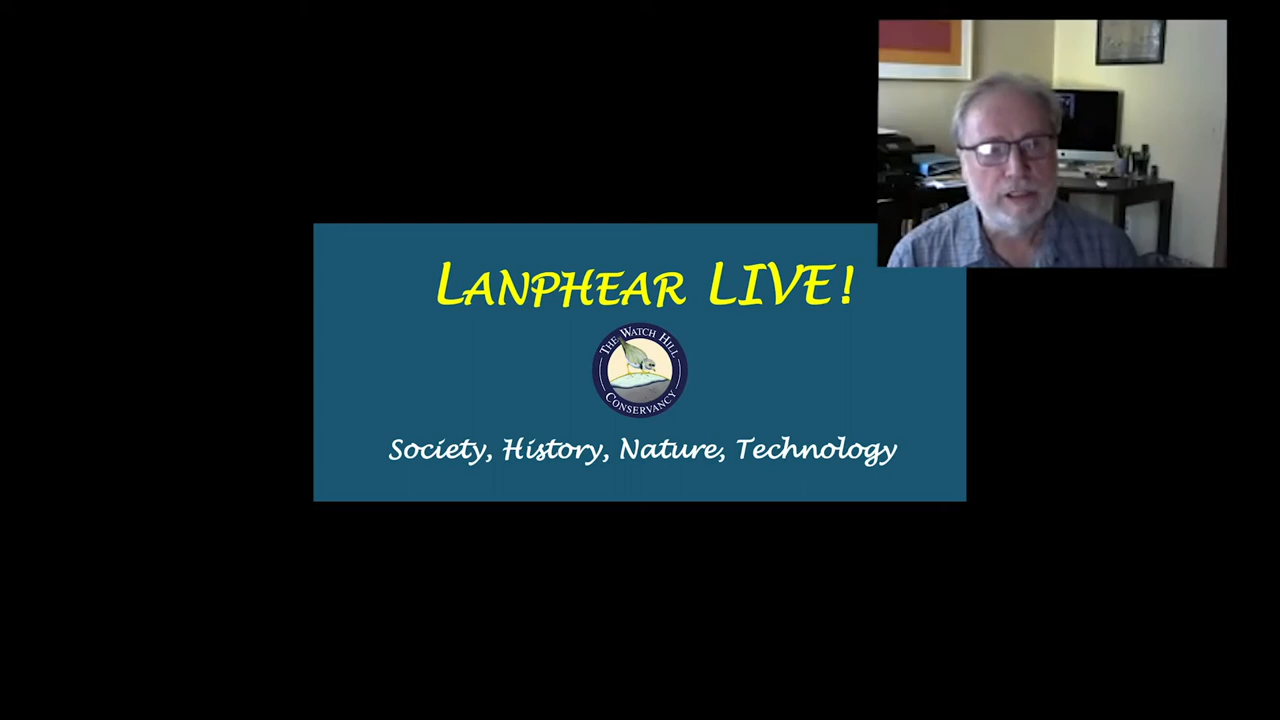 LANPHEAR LIVE!
THE WATCH HILL
CONSERVANCY
Society, History, Nature, Technology